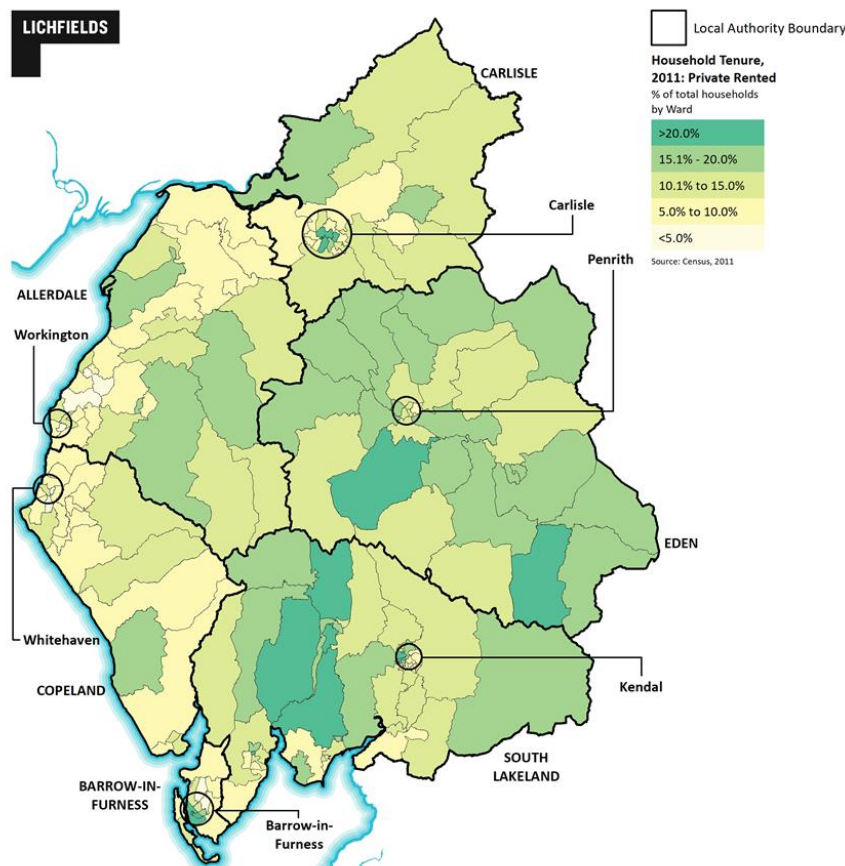 LICHFIELDS
Local Authority Boundary
Household Tenure,
2011: Private Rented
% of total households
by Ward
>20.0%
15.1% - 20.0%
10.1% to 15.0%
5.0% to 10.0%
<5.0%
Source: Census, 2011
CARLISLE
Carlisle
Penrith
ALLERDALE
Workington
EDEN
Whitehaven
COPELAND
Kendal
SOUTH
LAKELAND
BARROW-IN-
FURNESS
Barrow-in-
Furness